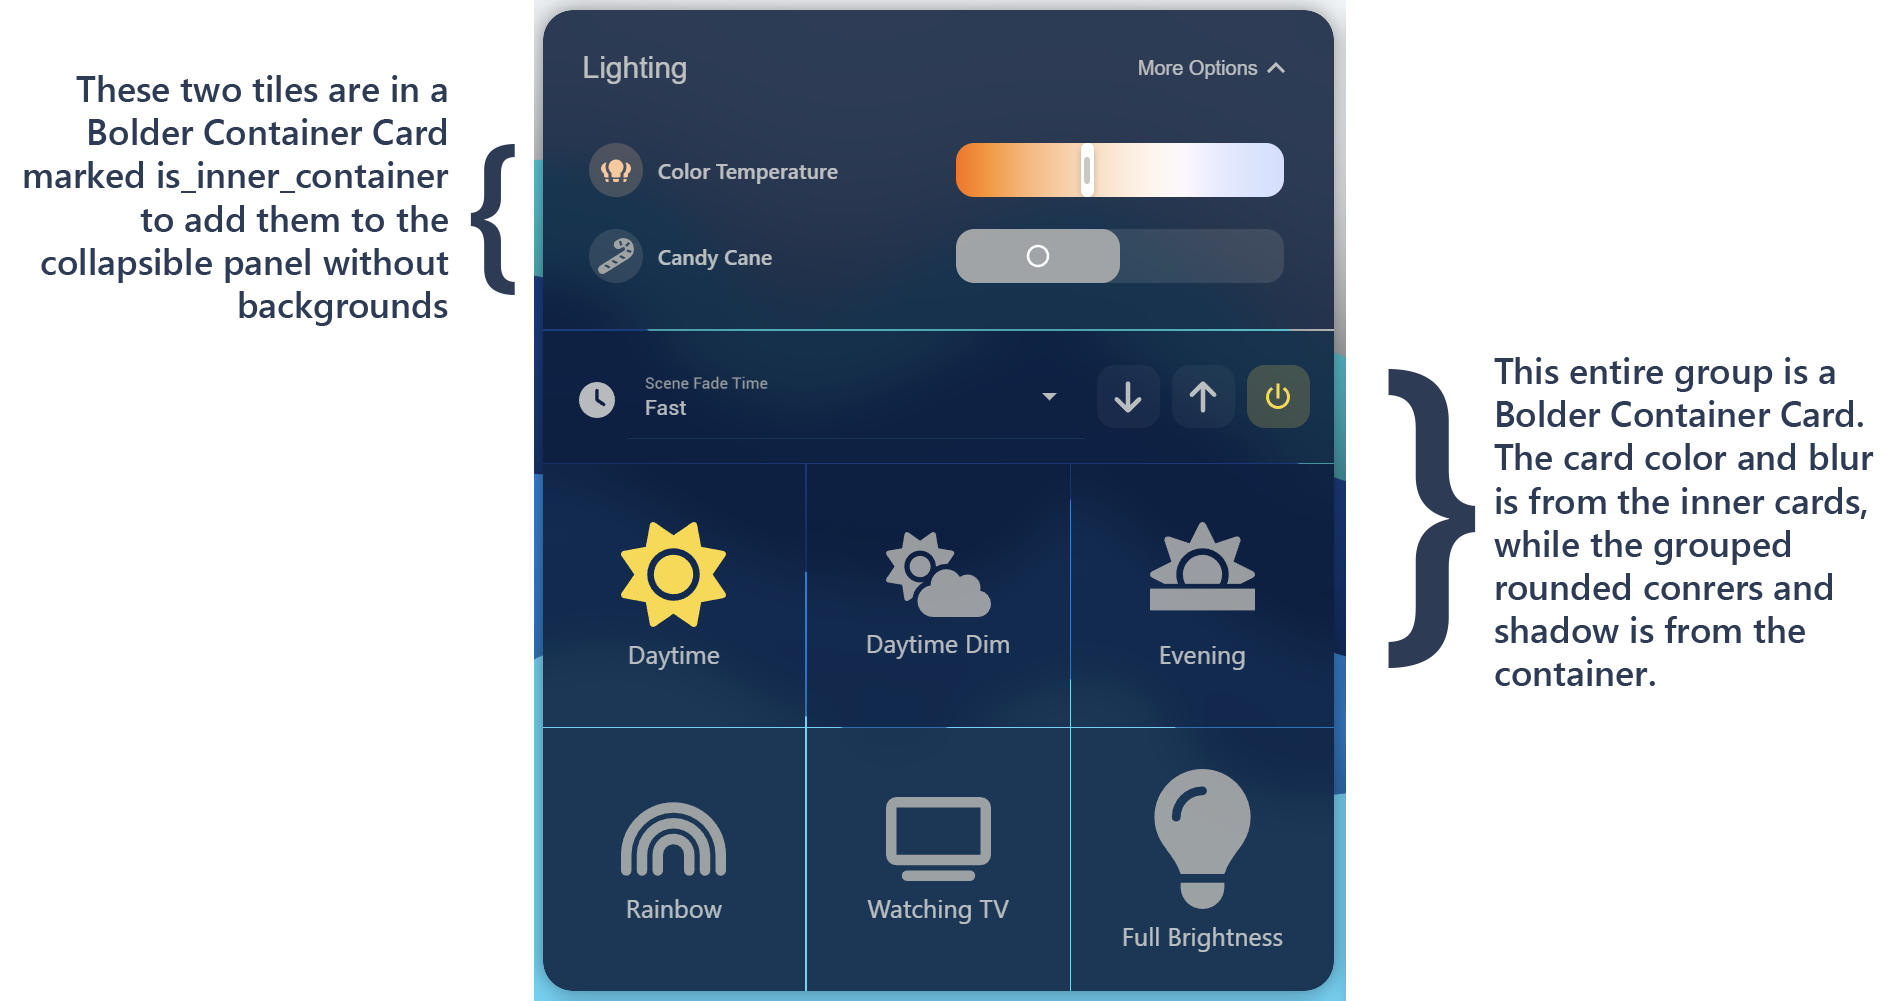 These two tiles are in a
Bolder Container Card
marked is_inner_container
to add them to the
collapsible panel without
backgrounds
Lighting
More Options
Color Temperature
Candy Cane
Scene Fade Time
Fast
Daytime
Daytime Dim
Evening
Rainbow
Watching TV
Full Brightness
This entire group is a
Bolder Container Card.
The card color and blur
is from the inner cards,
while the grouped
rounded conrers and
shadow is from the
container.